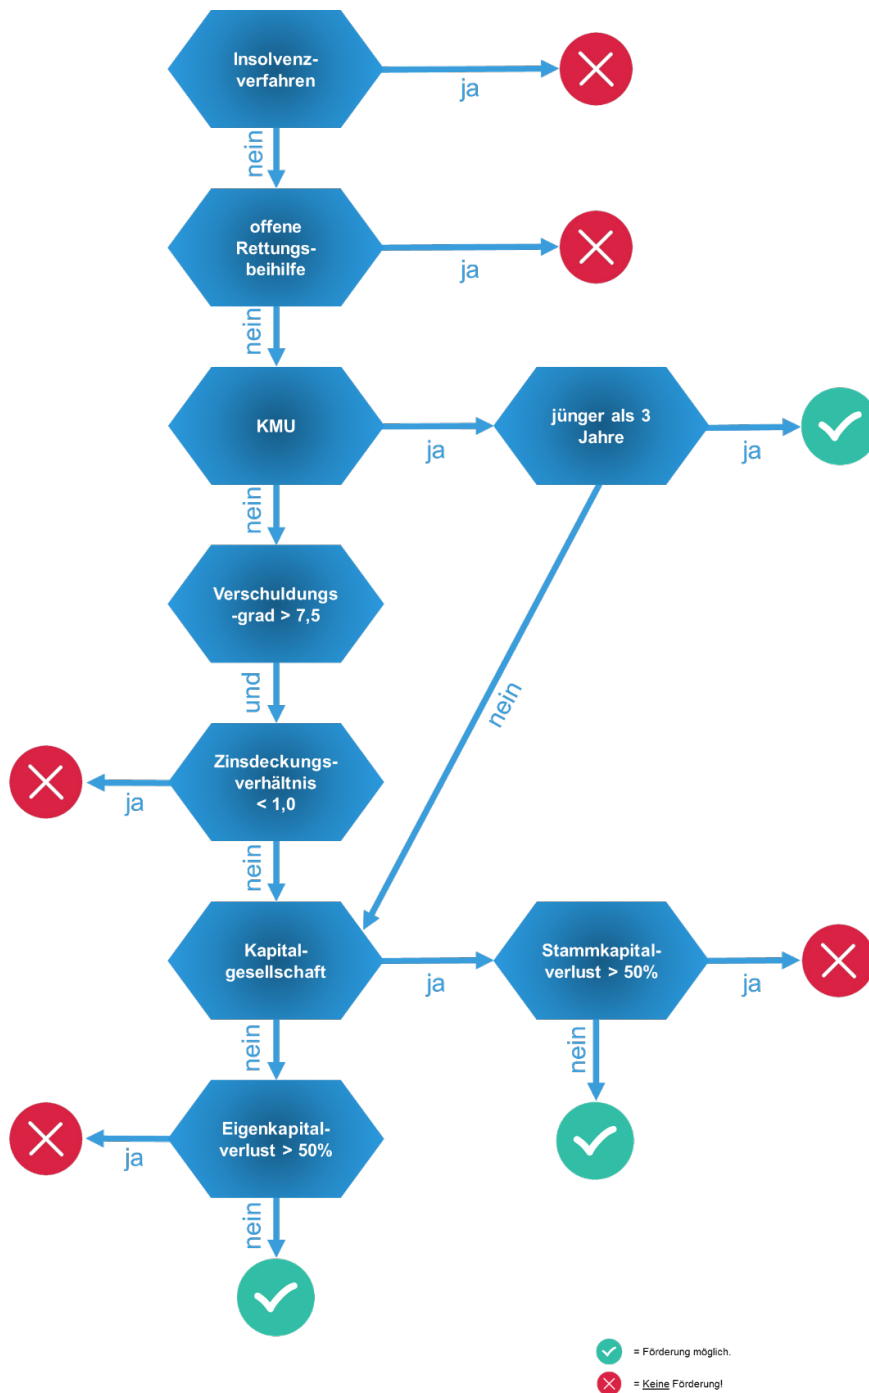 Insolvenz-
verfahren
ja
nein
offene
Rettungs-
beihilfe
ja
nein
KMU
ja
jünger als 3
Jahre
ja
nein
nein
Verschuldungs
-grad > 7,5
und
Zinsdeckungs-
verhältnis
< 1,0
ja
nein
Kapital-
gesellschaft
ja
Stammkapital-
verlust > 50%
ja
nein
nein
Eigenkapital-
verlust > 50%
ja
nein
= Förderung möglich.
= Keine Förderung!